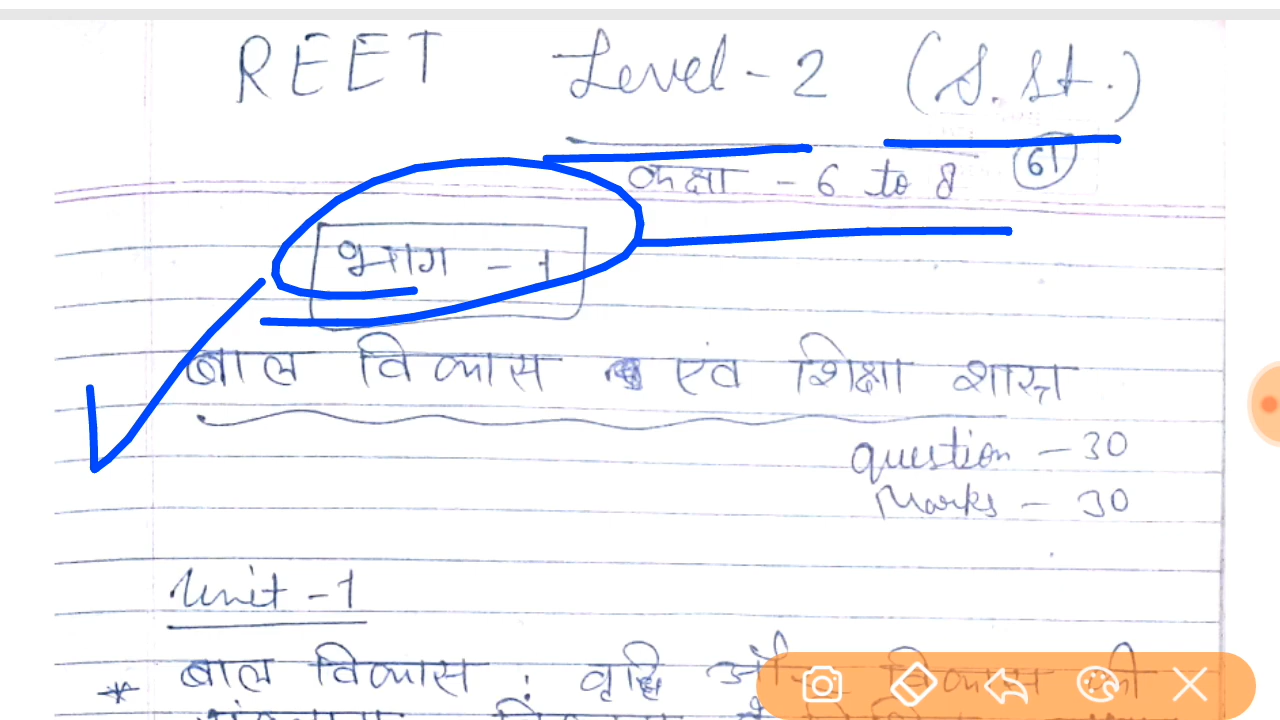 REET Level-2 (S.St.)
कक्षा - 6 to 8 61
भाग - 1
बाल विकास एवं शिक्षा शास्त्र
question - 30
Marks - 30
Unit - 1
* बाल विकास : वृद्धि और विकास की